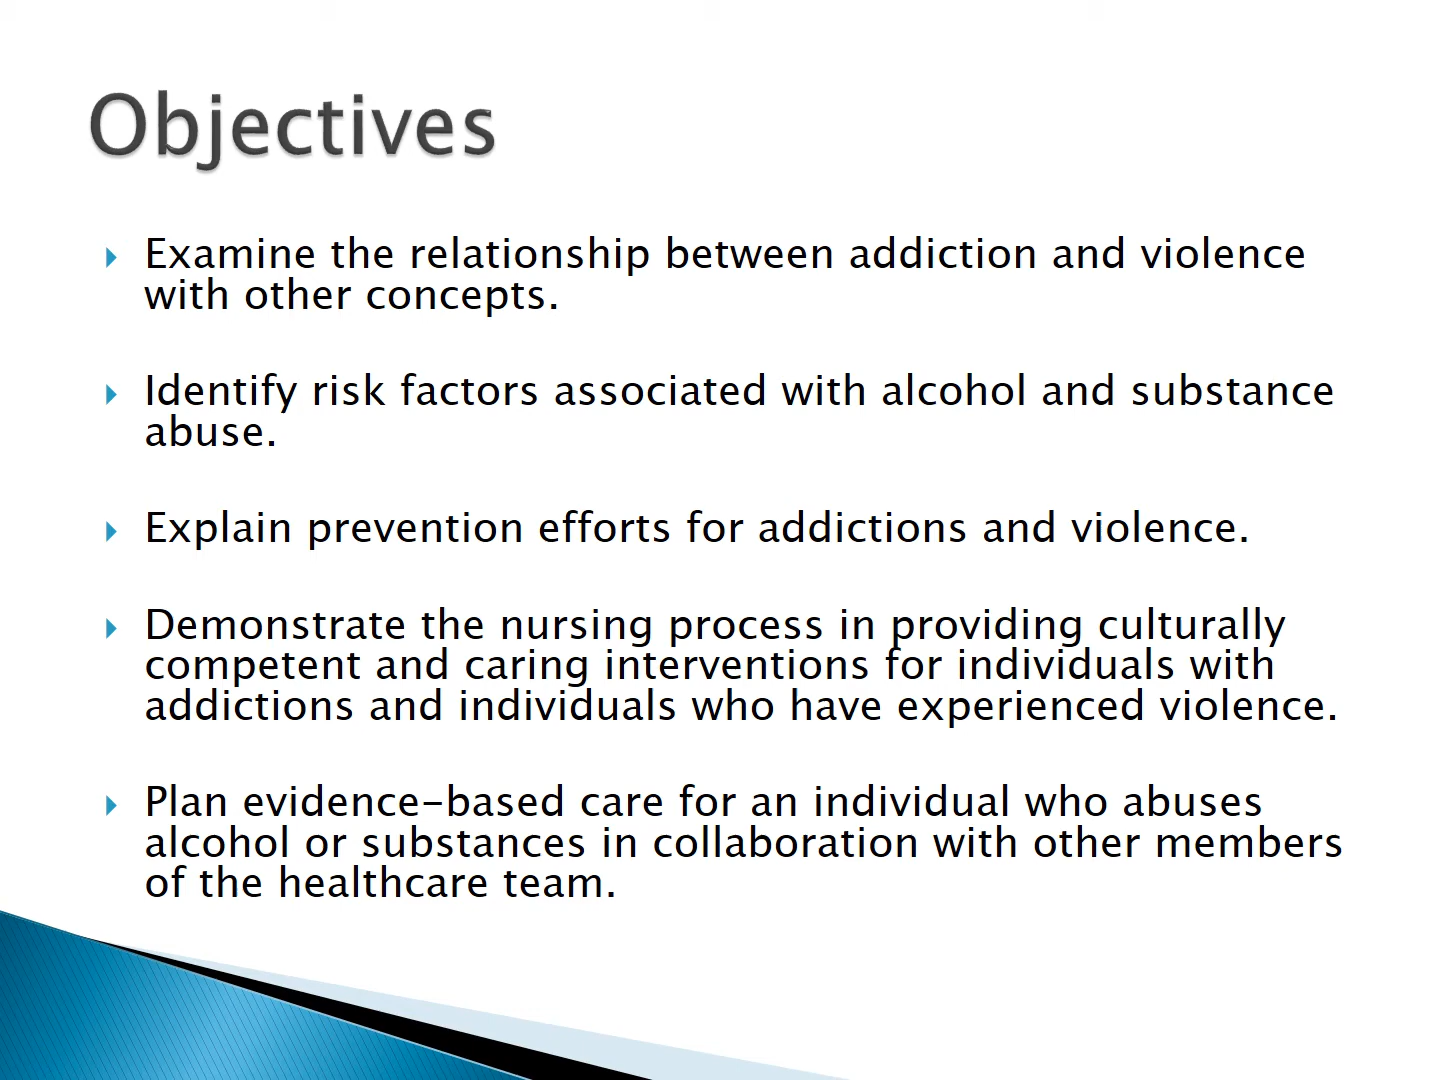 Objectives
Examine the relationship between addiction and violence
with other concepts.
Identify risk factors associated with alcohol and substance
abuse.
Explain prevention efforts for addictions and violence.
Demonstrate the nursing process in providing culturally
competent and caring interventions for individuals with
addictions and individuals who have experienced violence.
Plan evidence-based care for an individual who abuses
alcohol or substances in collaboration with other members
of the healthcare team.